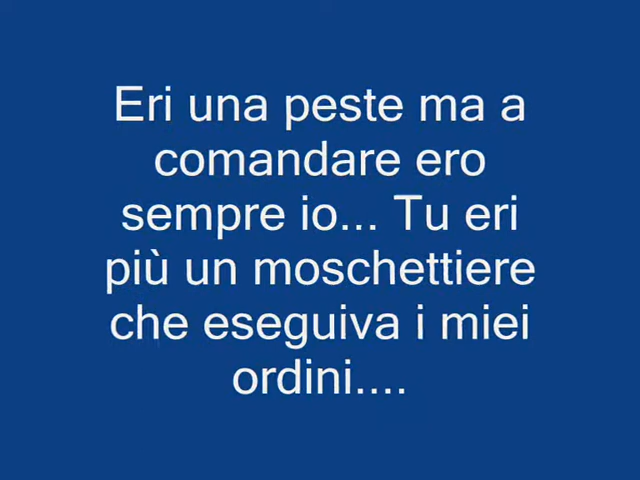 Eri una peste ma a
comandare ero
sempre io... Tu eri
più un moschettiere
che eseguiva i miei
ordini....